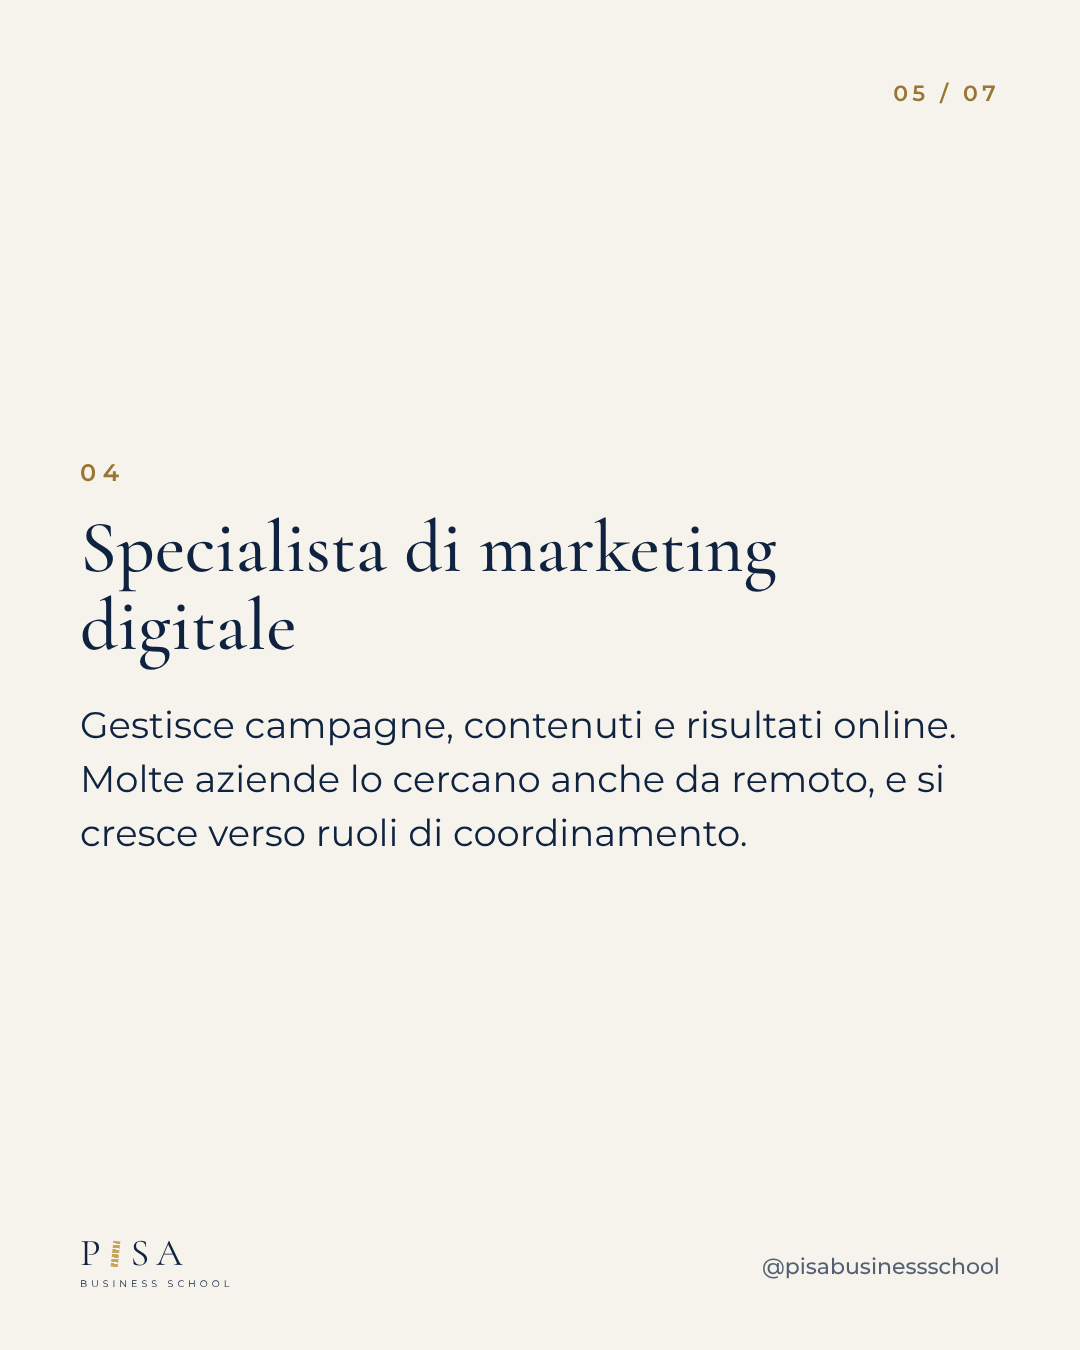 05 / 07
04
Specialista di marketing
digitale
Gestisce campagne, contenuti e risultati online.
Molte aziende lo cercano anche da remoto, e si
cresce verso ruoli di coordinamento.
PISA
BUSINESS SCHOOL
@pisabusinessschool